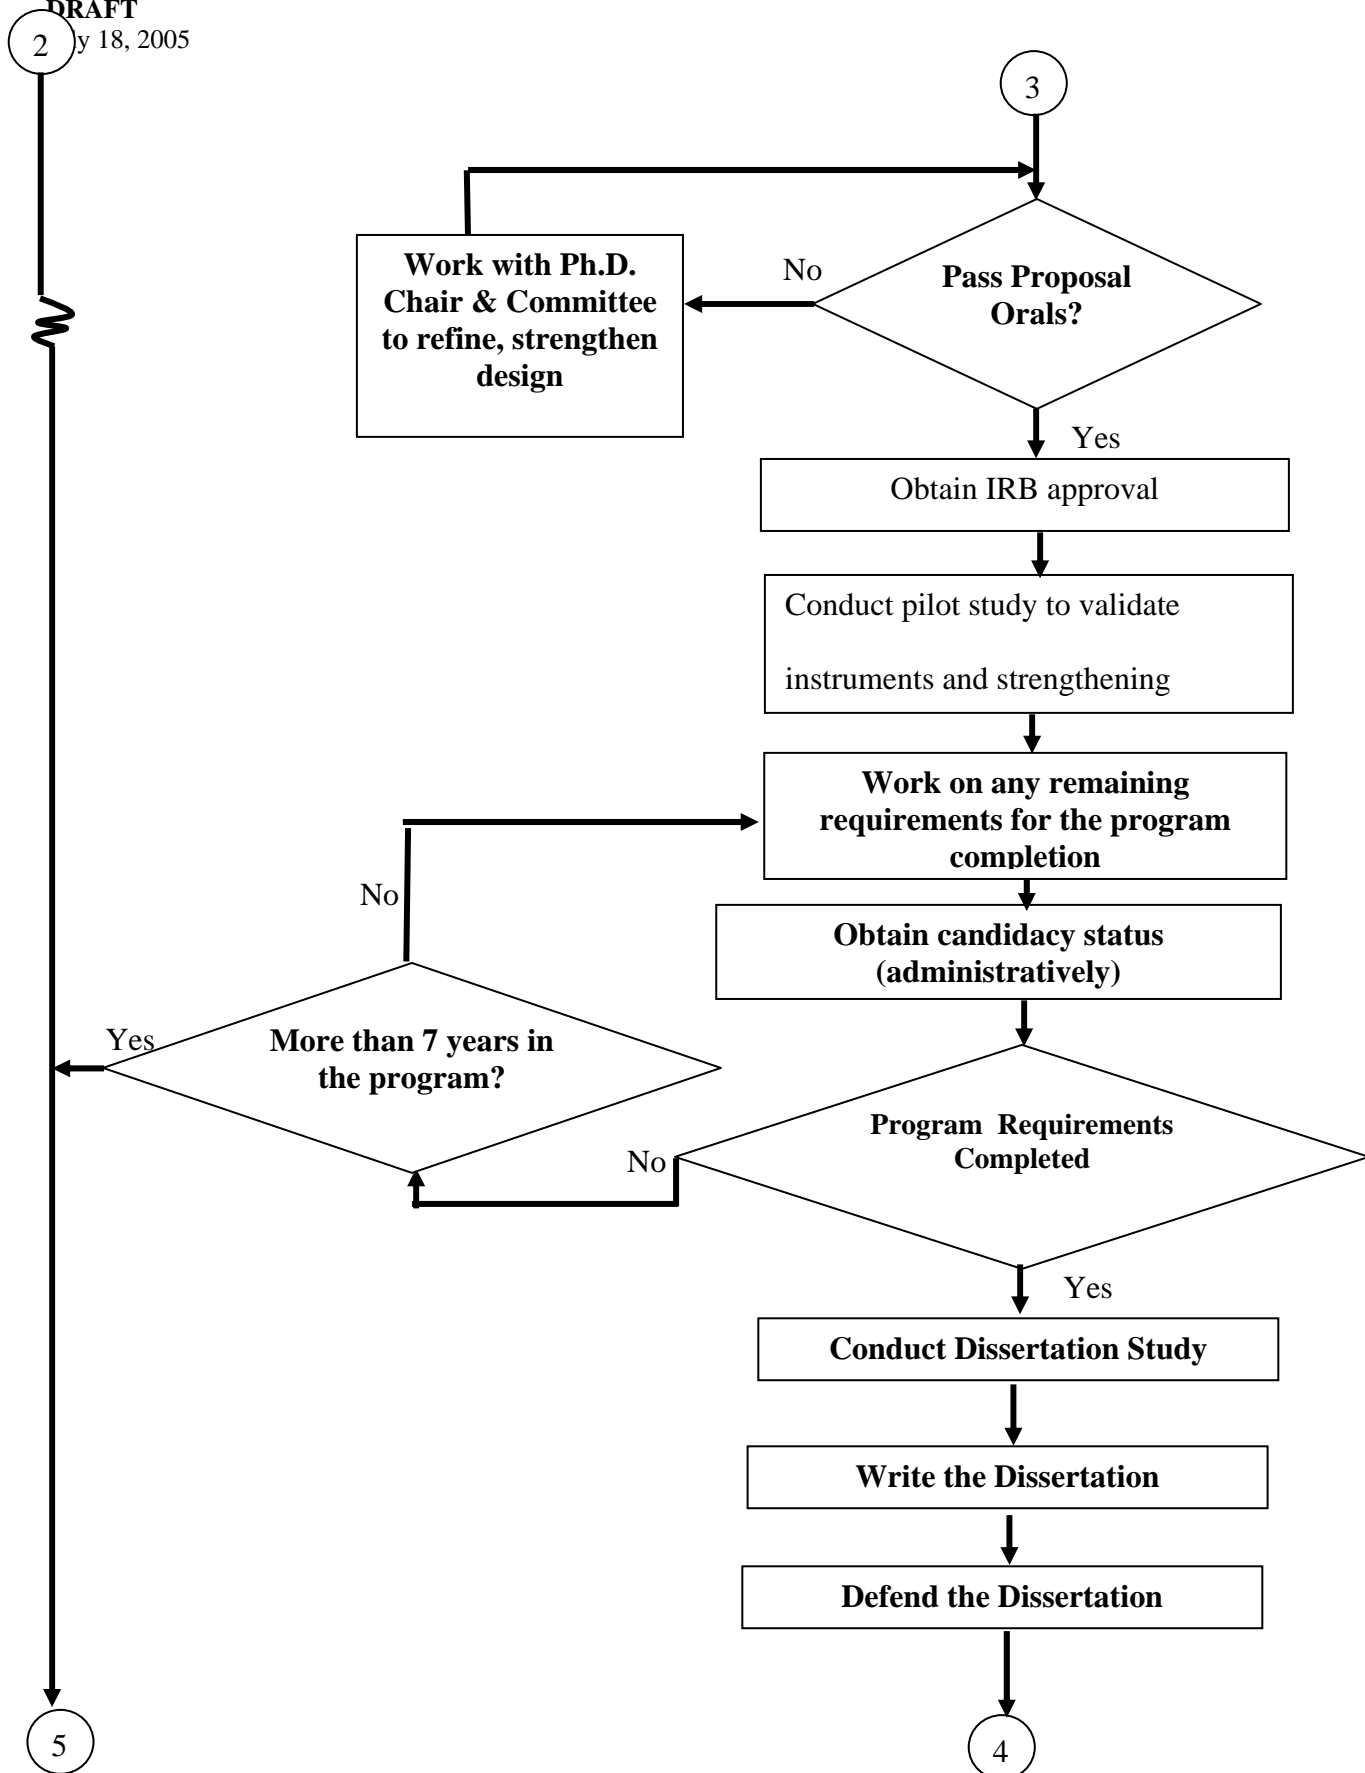 DRAFT
2
y 18, 2005
3
Work with Ph.D.
Chair & Committee
to refine, strengthen
design
No
Pass Proposal
Orals?
Yes
Obtain IRB approval
Conduct pilot study to validate
instruments and strengthening
Work on any remaining
requirements for the program
completion
No
Obtain candidacy status
(administratively)
Yes
More than 7 years in
the program?
Program Requirements
Completed
No
Yes
Conduct Dissertation Study
Write the Dissertation
Defend the Dissertation
5
4